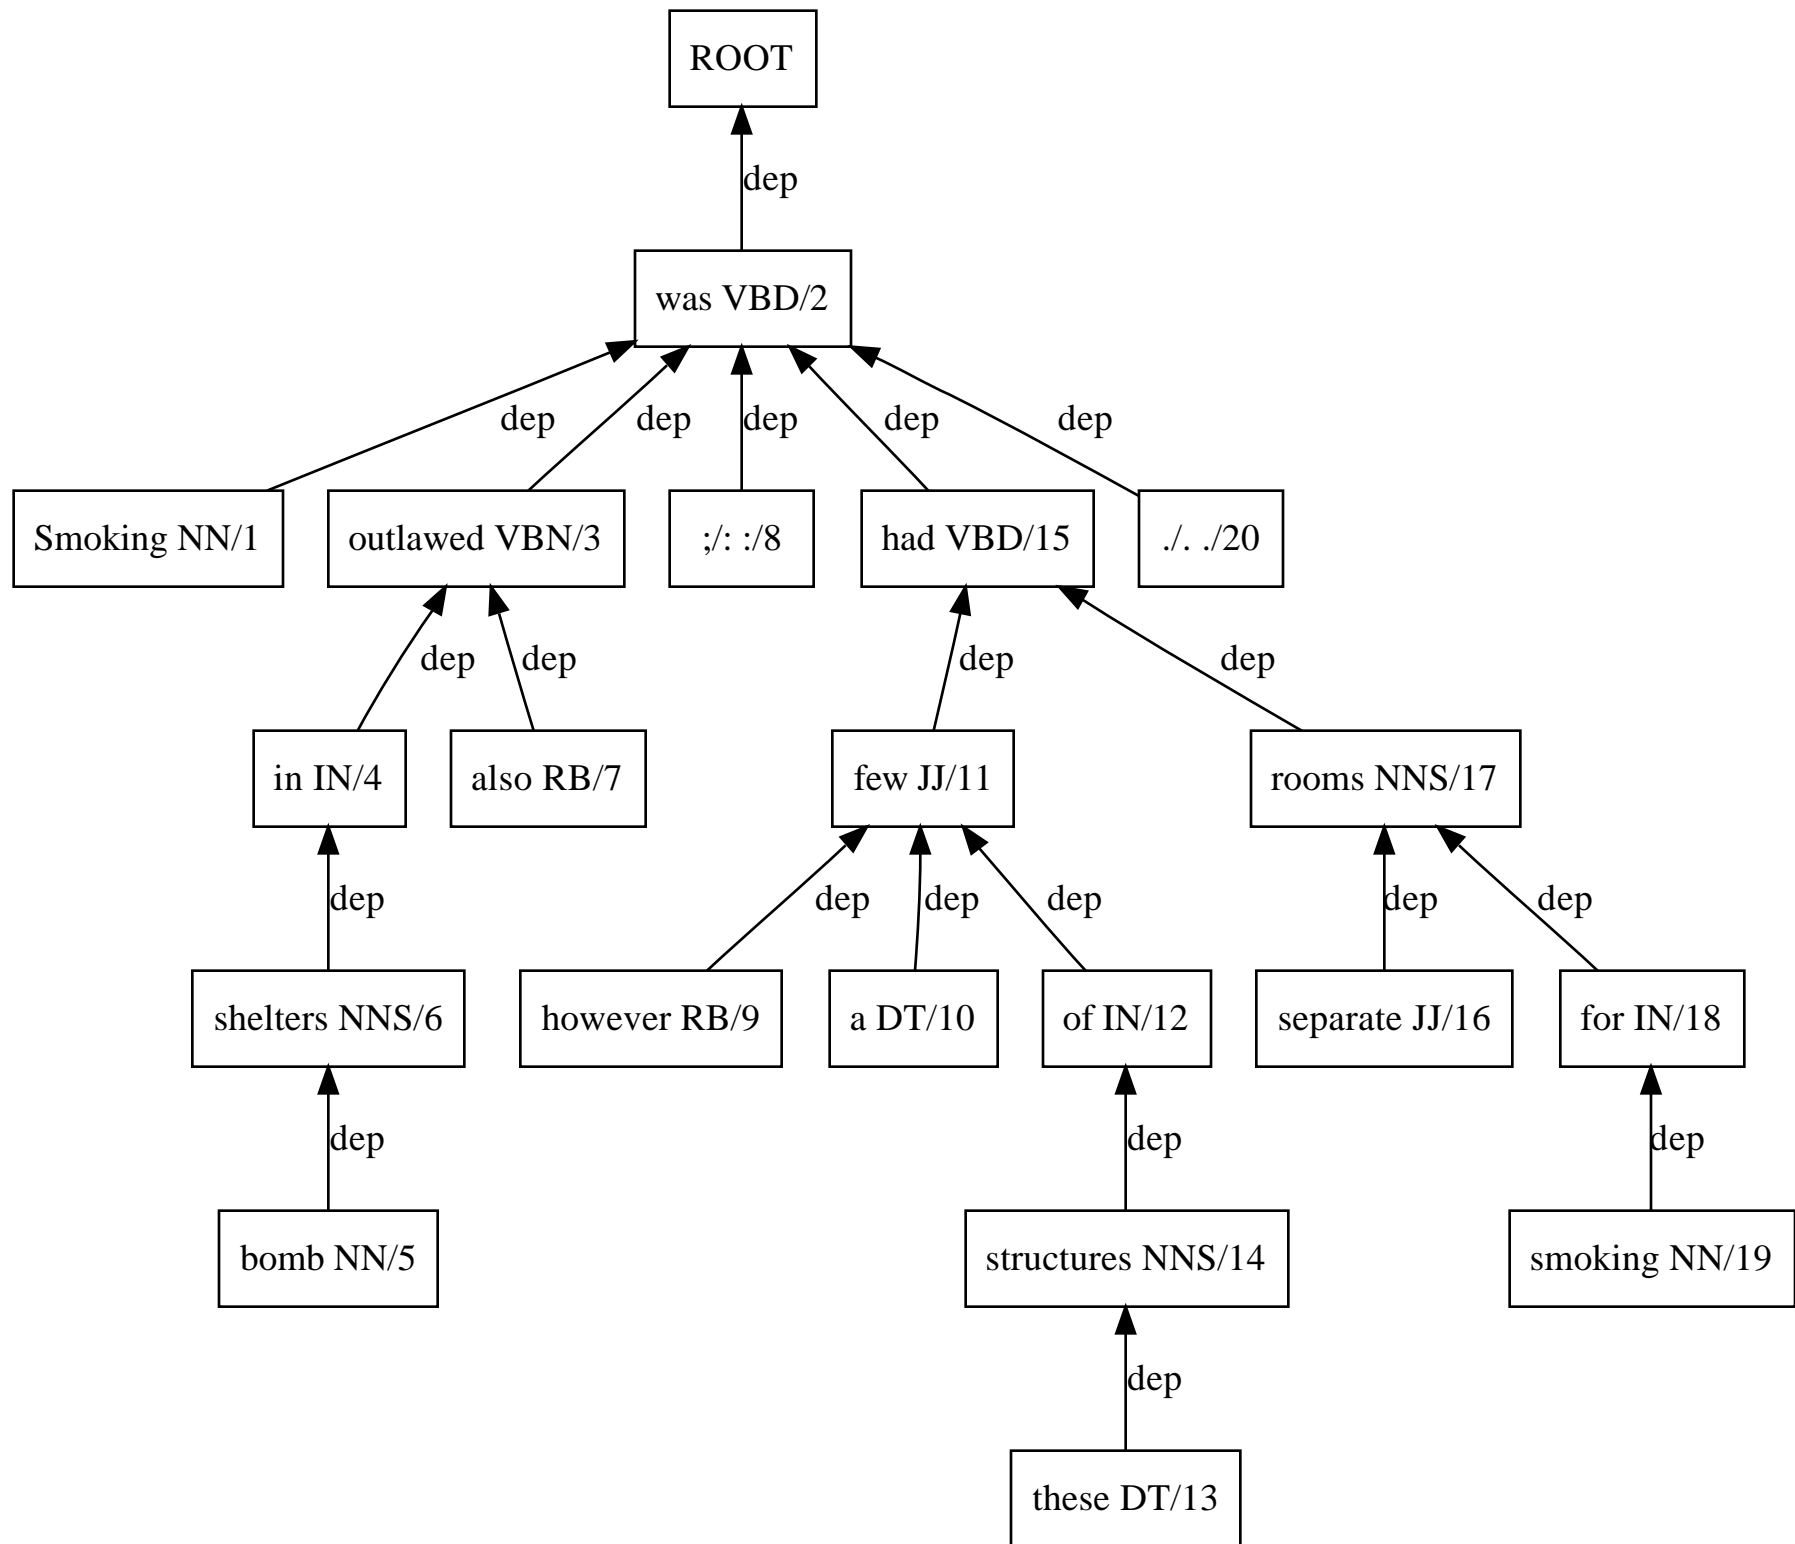 ROOT
dep
was VBD/2
dep dep dep dep dep
Smoking NN/1 outlawed VBN/3 ;/: :/8 had VBD/15 ./. ./20
dep dep dep dep
in IN/4 also RB/7 few JJ/11 rooms NNS/17
dep dep dep dep dep dep
shelters NNS/6 however RB/9 a DT/10 of IN/12 separate JJ/16 for IN/18
dep dep dep
bomb NN/5 structures NNS/14 smoking NN/19
dep
these DT/13